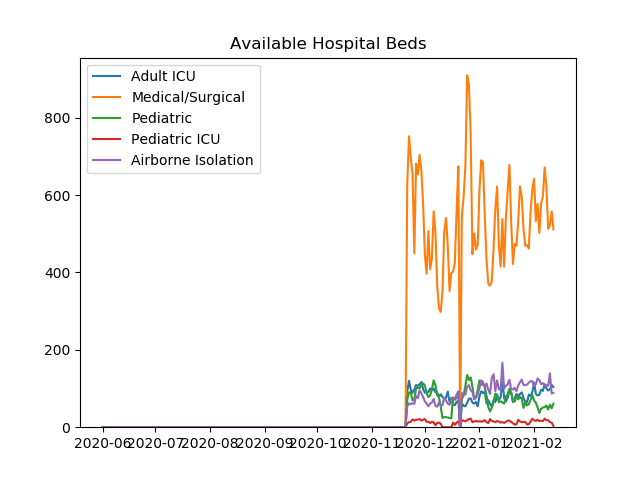 Available Hospital Beds
Adult ICU
Medical/Surgical
Pediatric
Pediatric ICU
Airborne Isolation
800
600
400
200
0
2020-06 2020-07 2020-08 2020-09 2020-10 2020-11 2020-12 2021-01 2021-02